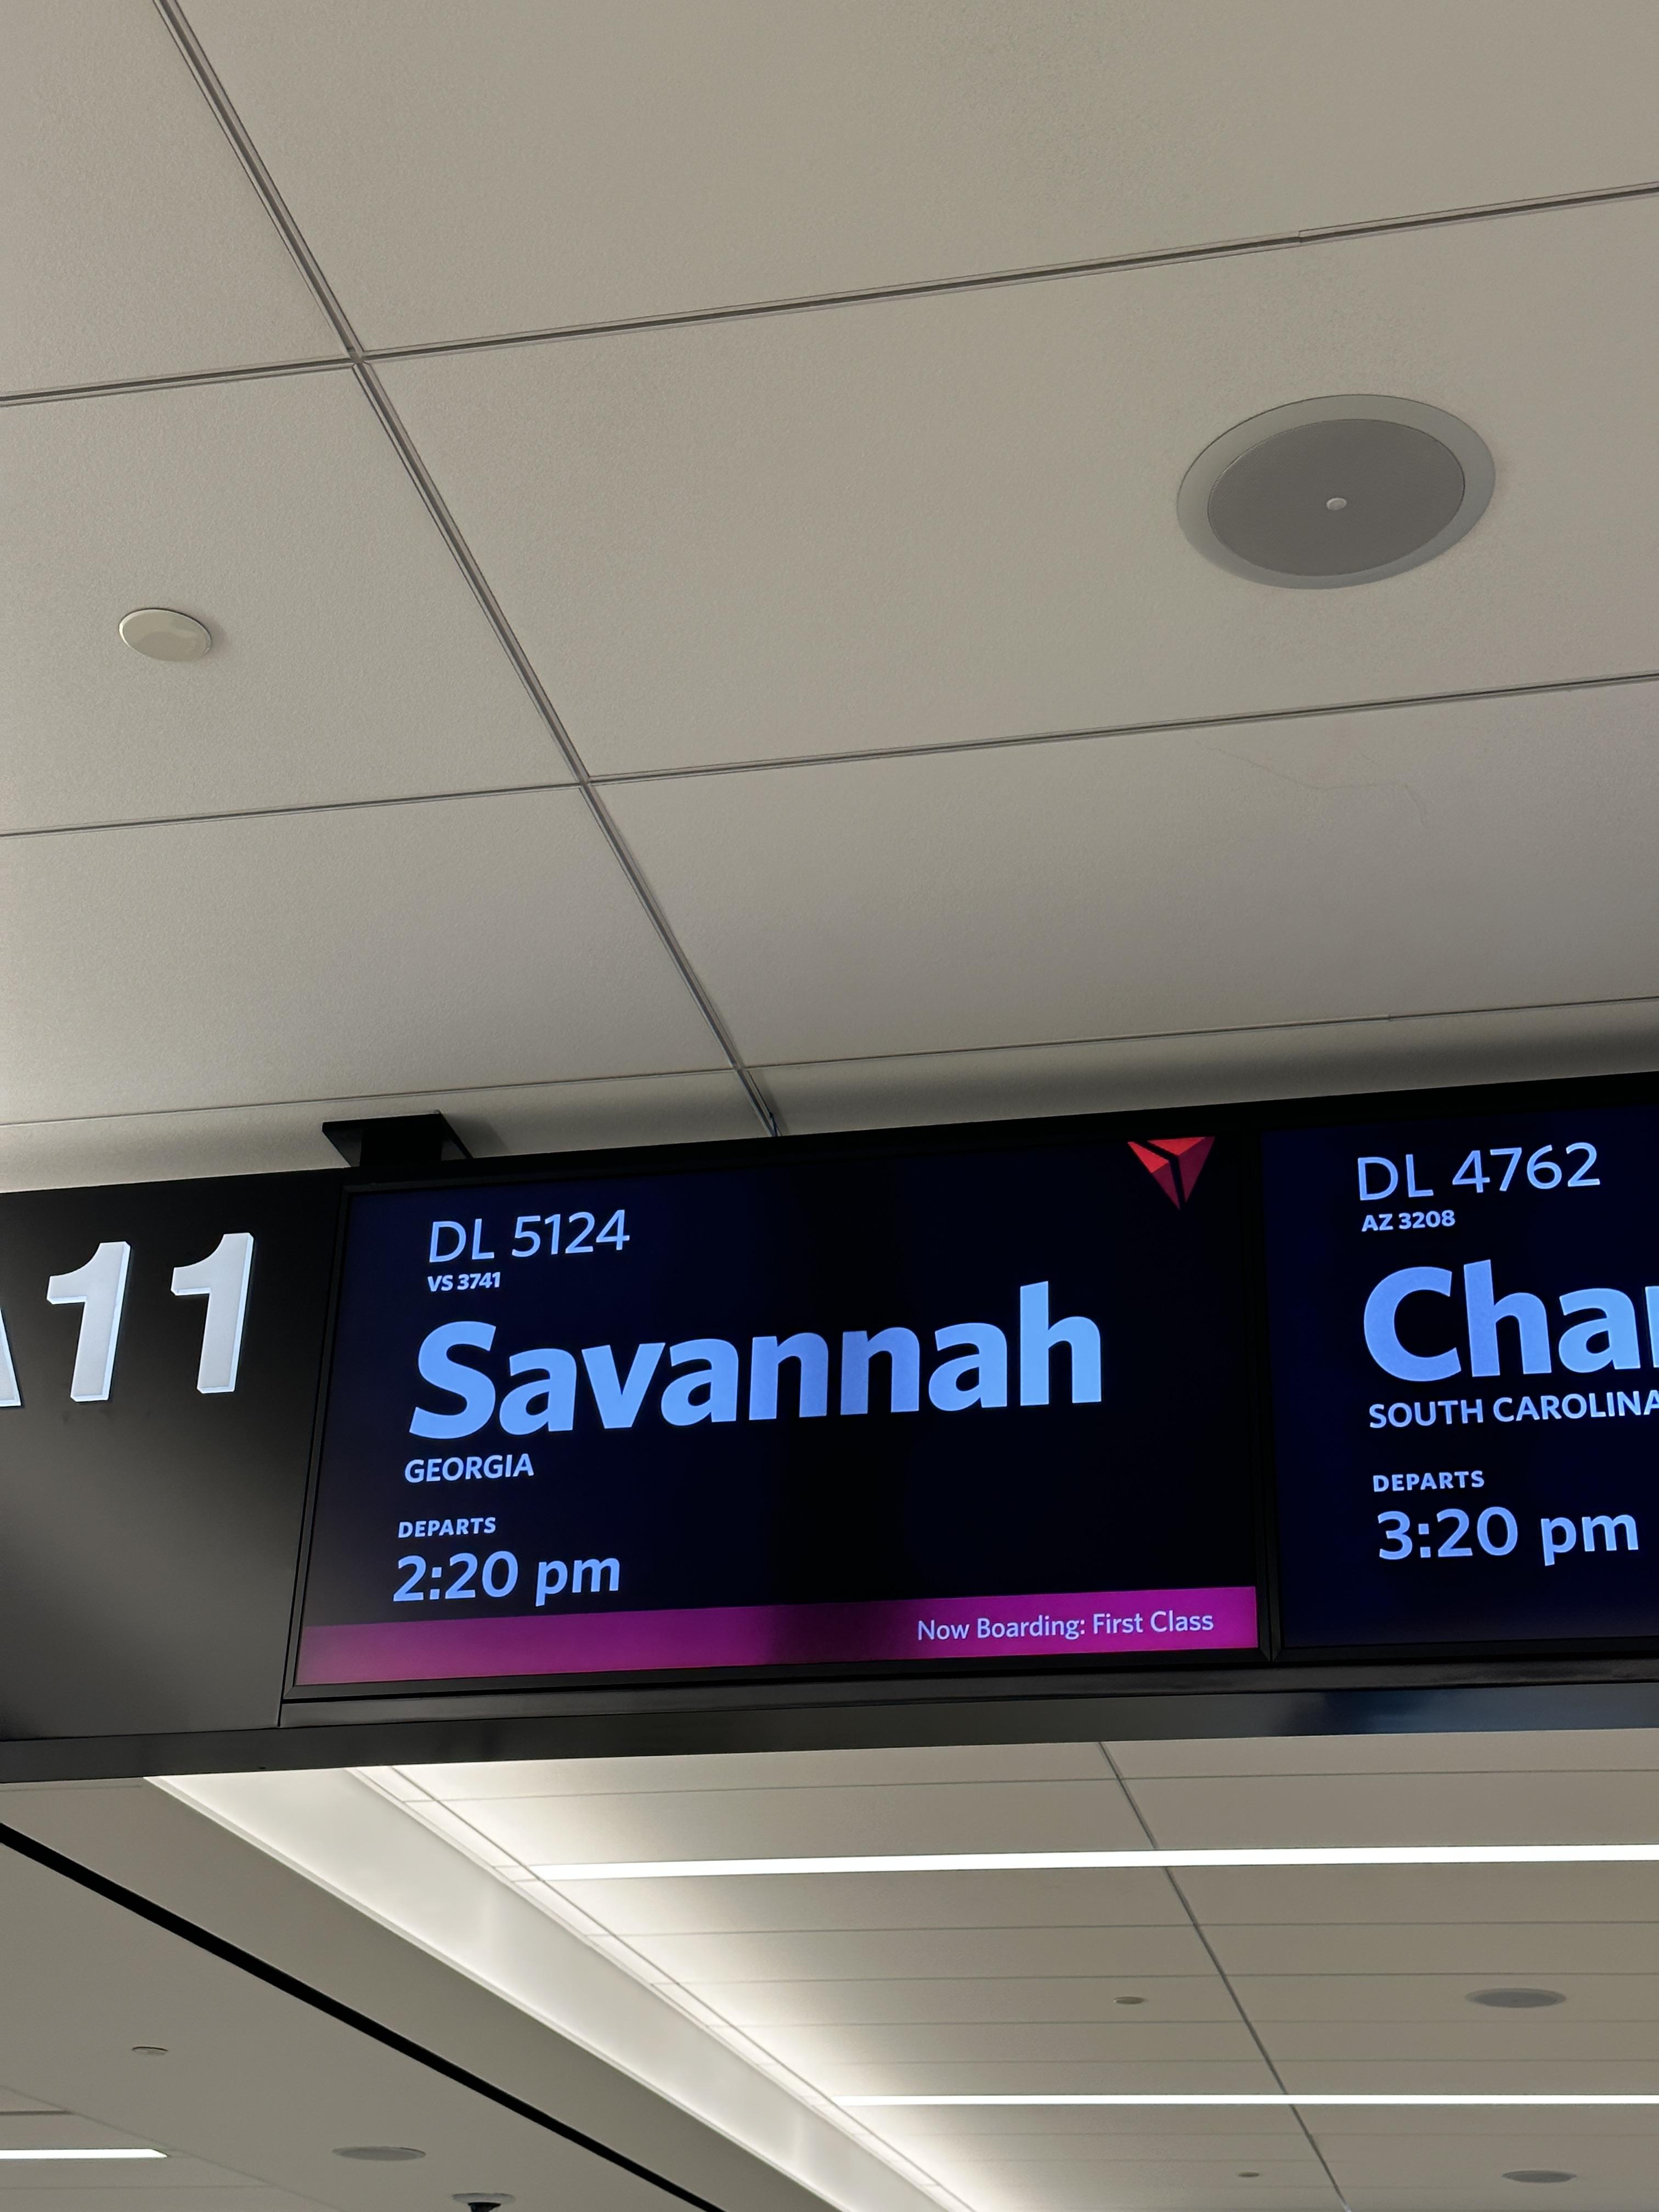 A11
DL 5124
VS 3741
Savannah
GEORGIA
DEPARTS
2:20 pm
Now Boarding: First Class
DL 4762
AZ 3208
SOUTH CAROLINA
DEPARTS
3:20 pm